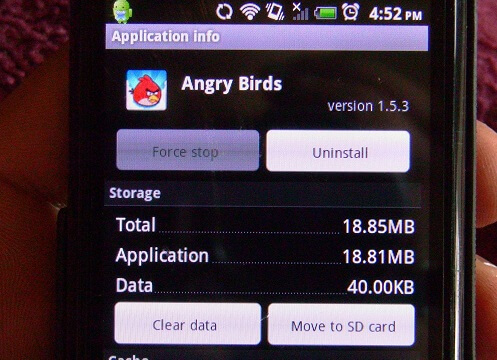 4:52 PM
Application info
Angry Birds
version 1.5.3
Force stop
Uninstall
Storage
Total 18.85MB
Application 18.81MB
Data 40.00KB
Clear data
Move to SD card
Cache